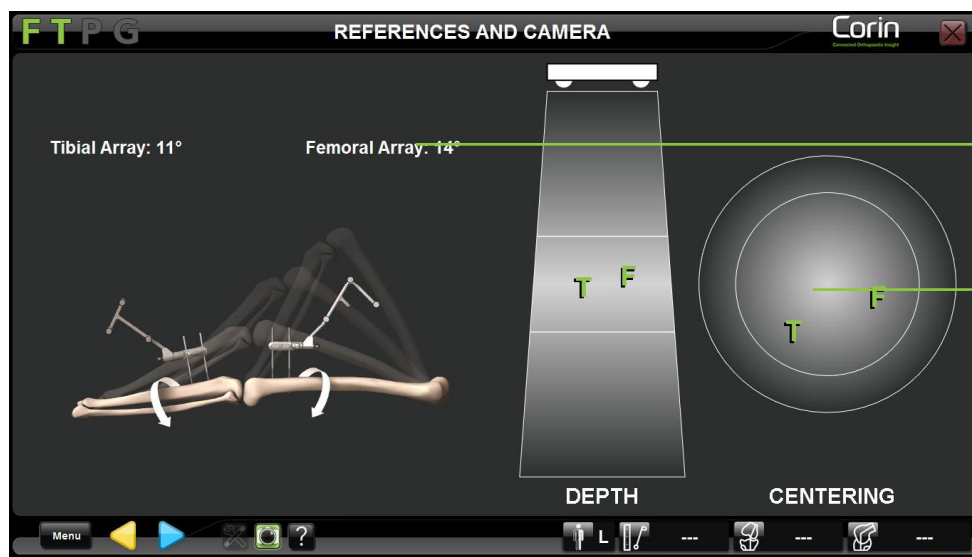 F T P G
REFERENCES AND CAMERA
Corin
Connected Orthopaedic Insight
Tibial Array: 11°
Femoral Array: 14°
T F
F
T
DEPTH
CENTERING
Menu
?
L
---
---
---